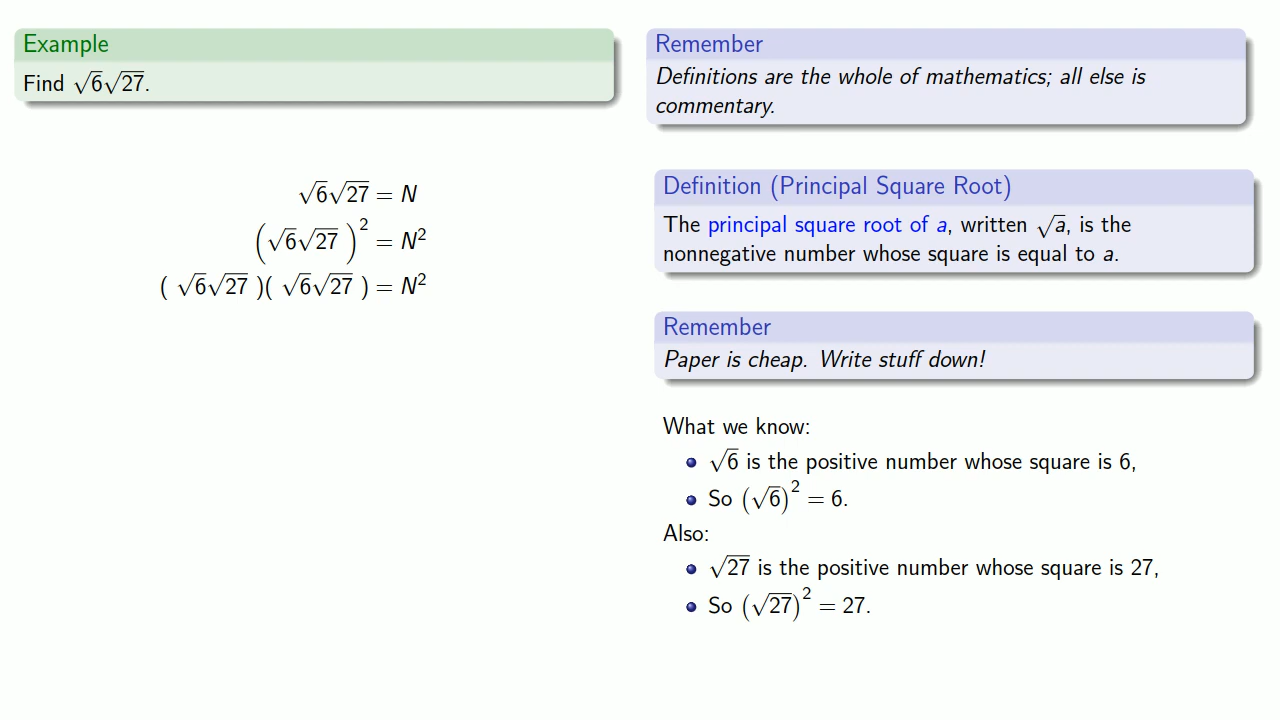 Example
Find √6√27.
√6√27 = N
(√6√27)² = N²
( √6√27 )( √6√27 ) = N²
Remember
Definitions are the whole of mathematics; all else is
commentary.
Definition (Principal Square Root)
The principal square root of a, written √a, is the
nonnegative number whose square is equal to a.
Remember
Paper is cheap. Write stuff down!
What we know:
√6 is the positive number whose square is 6,
So (√6)² = 6.
Also:
√27 is the positive number whose square is 27,
So (√27)² = 27.